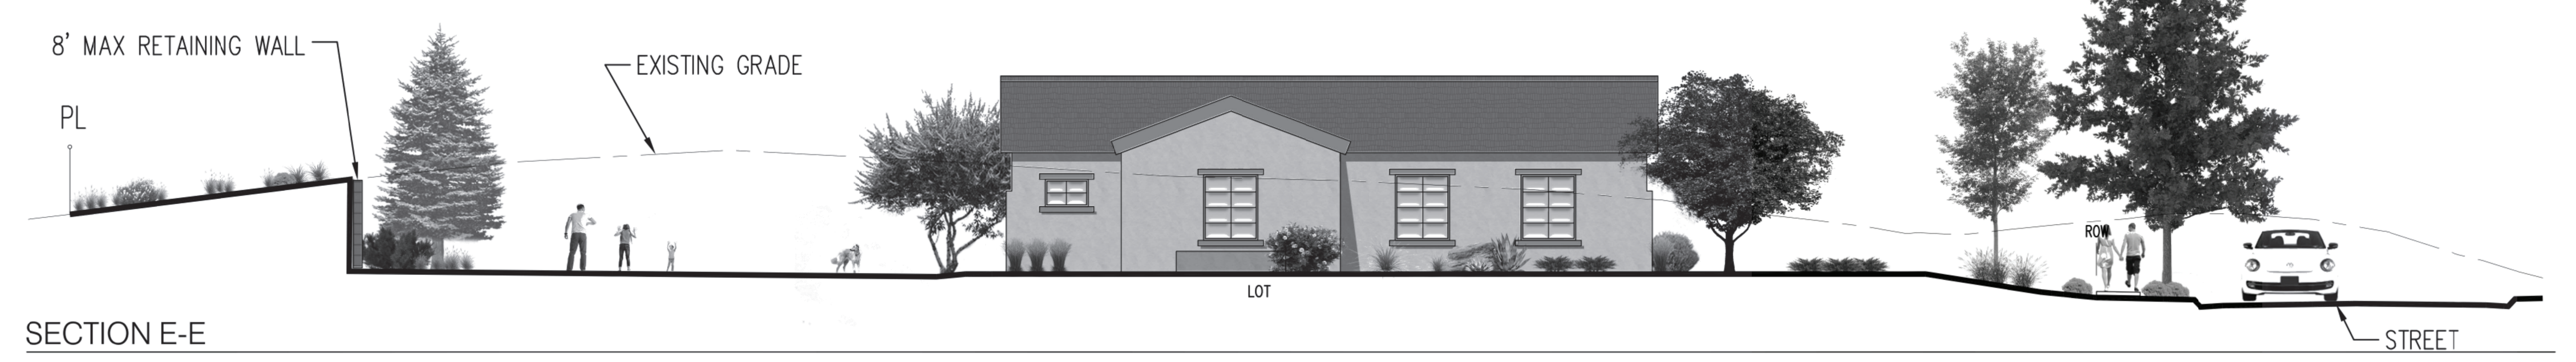 8' MAX RETAINING WALL
EXISTING GRADE
PL
ROW
LOT
SECTION E-E
STREET